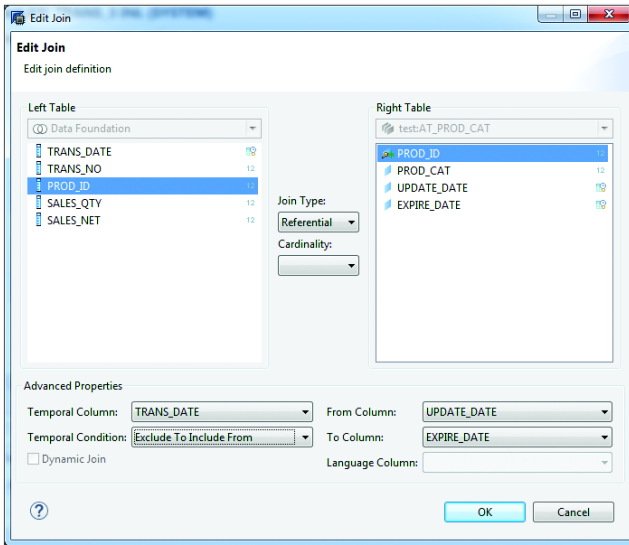 Edit Join
Edit Join
Edit join definition
Left Table
Data Foundation
TRANS_DATE
TRANS_NO 12
PROD_ID 12
SALES_QTY 12
SALES_NET 12
Join Type:
Referential
Cardinality:
Right Table
test:AT_PROD_CAT
PROD_ID 12
PROD_CAT 12
UPDATE_DATE
EXPIRE_DATE
Advanced Properties
Temporal Column: TRANS_DATE From Column: UPDATE_DATE
Temporal Condition: Exclude To Include From To Column: EXPIRE_DATE
Dynamic Join Language Column:
? OK Cancel